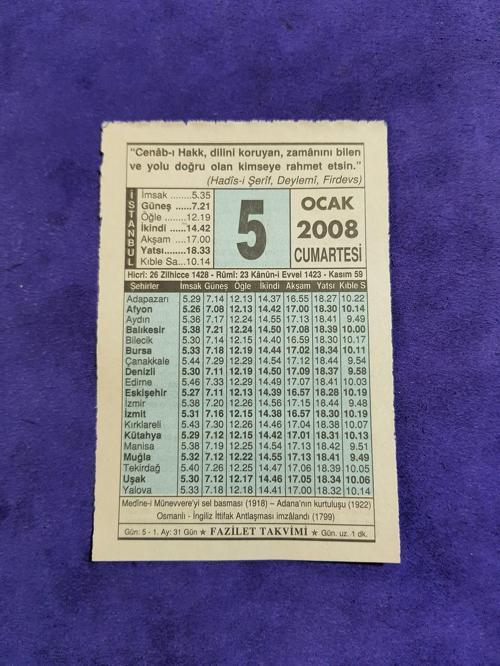 “Cenâb-ı Hakk, dilini koruyan, zamânını bilen
ve yolu doğru olan kimseye rahmet etsin.”
(Hadîs-i Şerîf, Deylemî, Firdevs)
İSTANBUL
İmsak .......5.35
Güneş ......7.21
Öğle ........12.19
İkindi ......14.42
Akşam ....17.00
Yatsı.......18.33
Kıble Sa...10.14
5
OCAK
2008
CUMARTESİ
Hicrî: 26 Zilhicce 1428 - Rûmî: 23 Kânûn-i Evvel 1423 - Kasım 59
Şehirler İmsak Güneş Öğle İkindi Akşam Yatsı Kıble S
Adapazarı 5.29 7.14 12.13 14.37 16.55 18.27 10.22
Afyon 5.26 7.08 12.13 14.42 17.00 18.30 10.14
Aydın 5.36 7.17 12.24 14.55 17.13 18.41 9.49
Balıkesir 5.38 7.21 12.24 14.50 17.08 18.39 10.00
Bilecik 5.30 7.14 12.15 14.40 16.59 18.30 10.17
Bursa 5.33 7.18 12.19 14.44 17.02 18.34 10.11
Çanakkale 5.44 7.29 12.29 14.54 17.12 18.44 9.54
Denizli 5.30 7.11 12.19 14.50 17.09 18.37 9.58
Edirne 5.46 7.33 12.29 14.49 17.07 18.41 10.03
Eskişehir 5.27 7.11 12.13 14.39 16.57 18.28 10.19
İzmir 5.38 7.20 12.26 14.56 17.15 18.44 9.48
İzmit 5.31 7.16 12.15 14.38 16.57 18.30 10.19
Kırklareli 5.43 7.30 12.26 14.46 17.04 18.38 10.07
Kütahya 5.29 7.12 12.15 14.42 17.01 18.31 10.13
Manisa 5.38 7.19 12.25 14.54 17.13 18.42 9.51
Muğla 5.32 7.12 12.22 14.55 17.13 18.41 9.49
Tekirdağ 5.40 7.26 12.25 14.47 17.06 18.39 10.05
Uşak 5.30 7.12 12.17 14.46 17.05 18.34 10.06
Yalova 5.33 7.18 12.18 14.41 17.00 18.32 10.14
Medîne-i Münevvere’yi sel basması (1918) – Adana’nın kurtuluşu (1922)
Osmanlı - İngiliz İttifak Antlaşması imzâlandı (1799)
Gün: 5 - 1. Ay: 31 Gün ★ FAZİLET TAKVİMİ ★ Gün. uz. 1 dk.